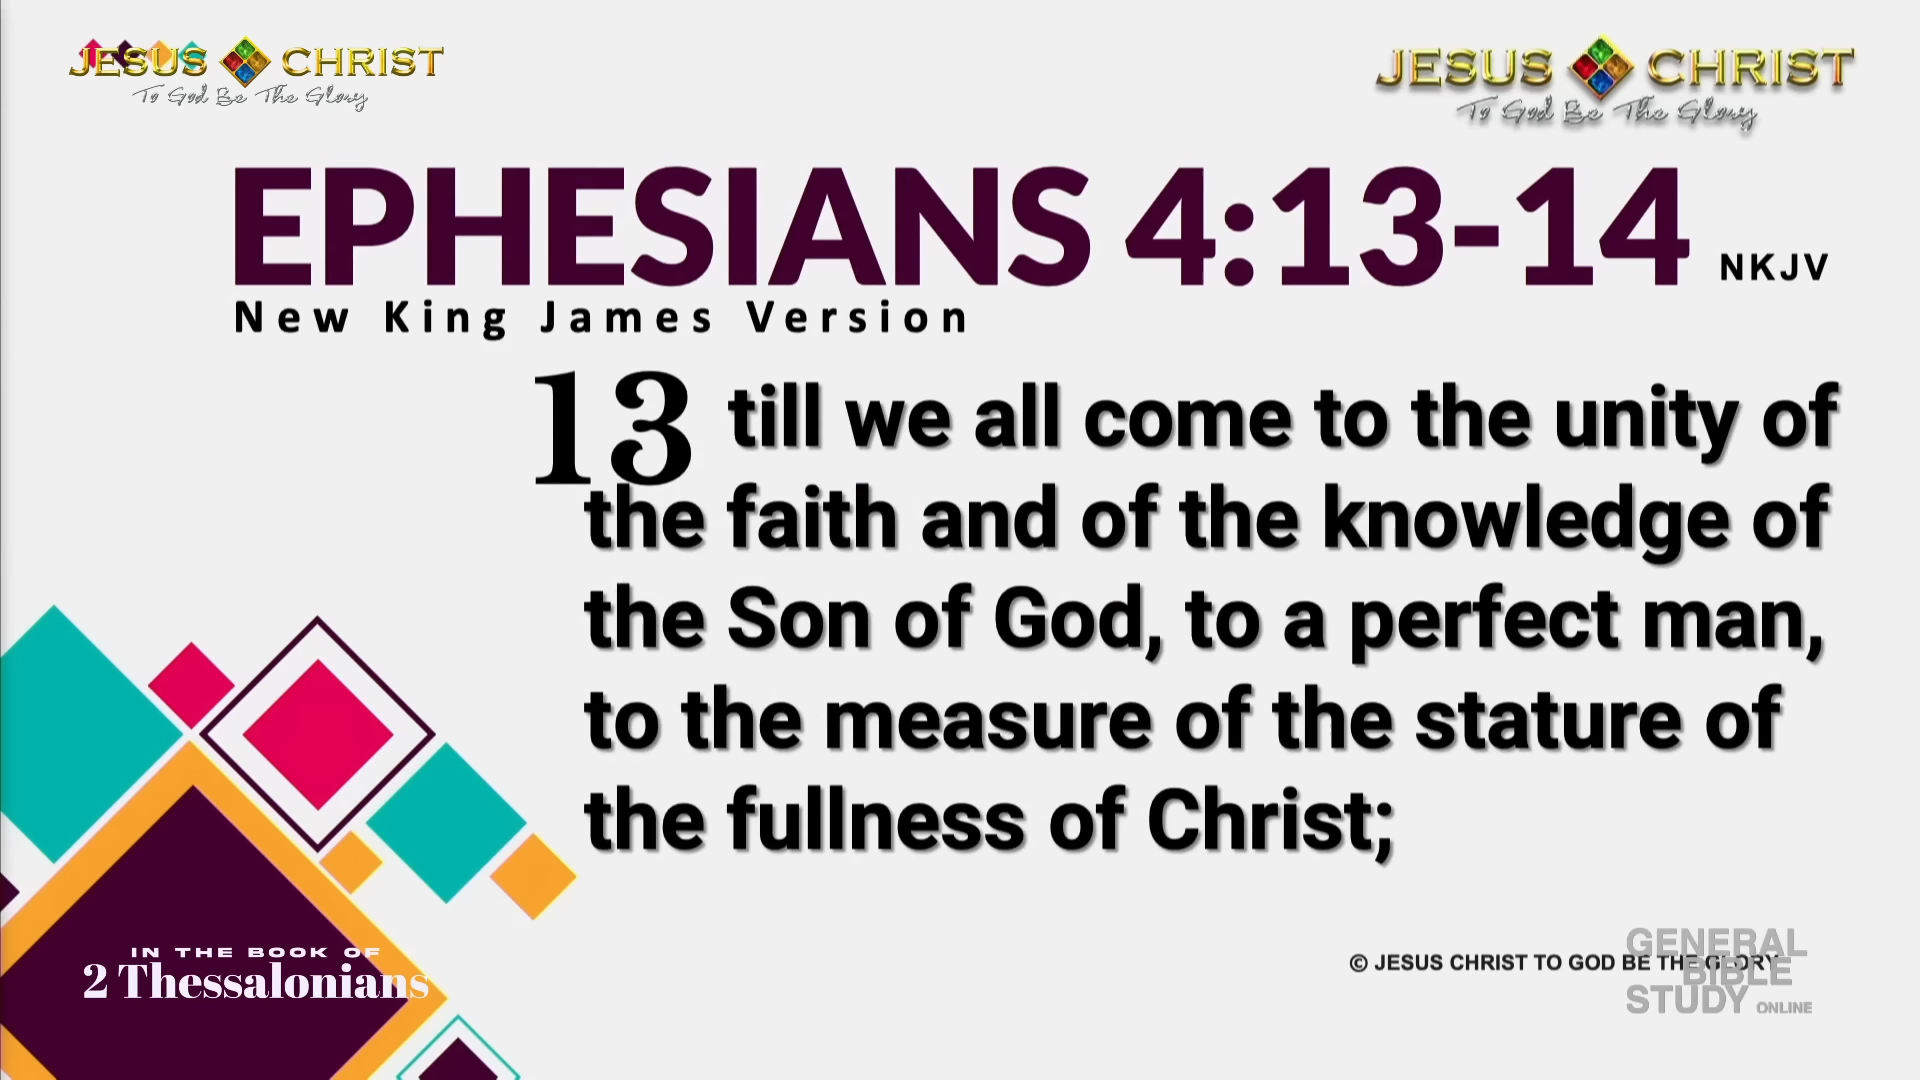 JESUS CHRIST
To God Be The Glory
JESUS CHRIST
To God Be The Glory
EPHESIANS 4:13-14 NKJV
New King James Version
13 till we all come to the unity of
the faith and of the knowledge of
the Son of God, to a perfect man,
to the measure of the stature of
the fullness of Christ;
IN THE BOOK OF
2 Thessalonians
© JESUS CHRIST TO GOD BE THE GLORY
GENERAL
BIBLE
STUDY ONLINE